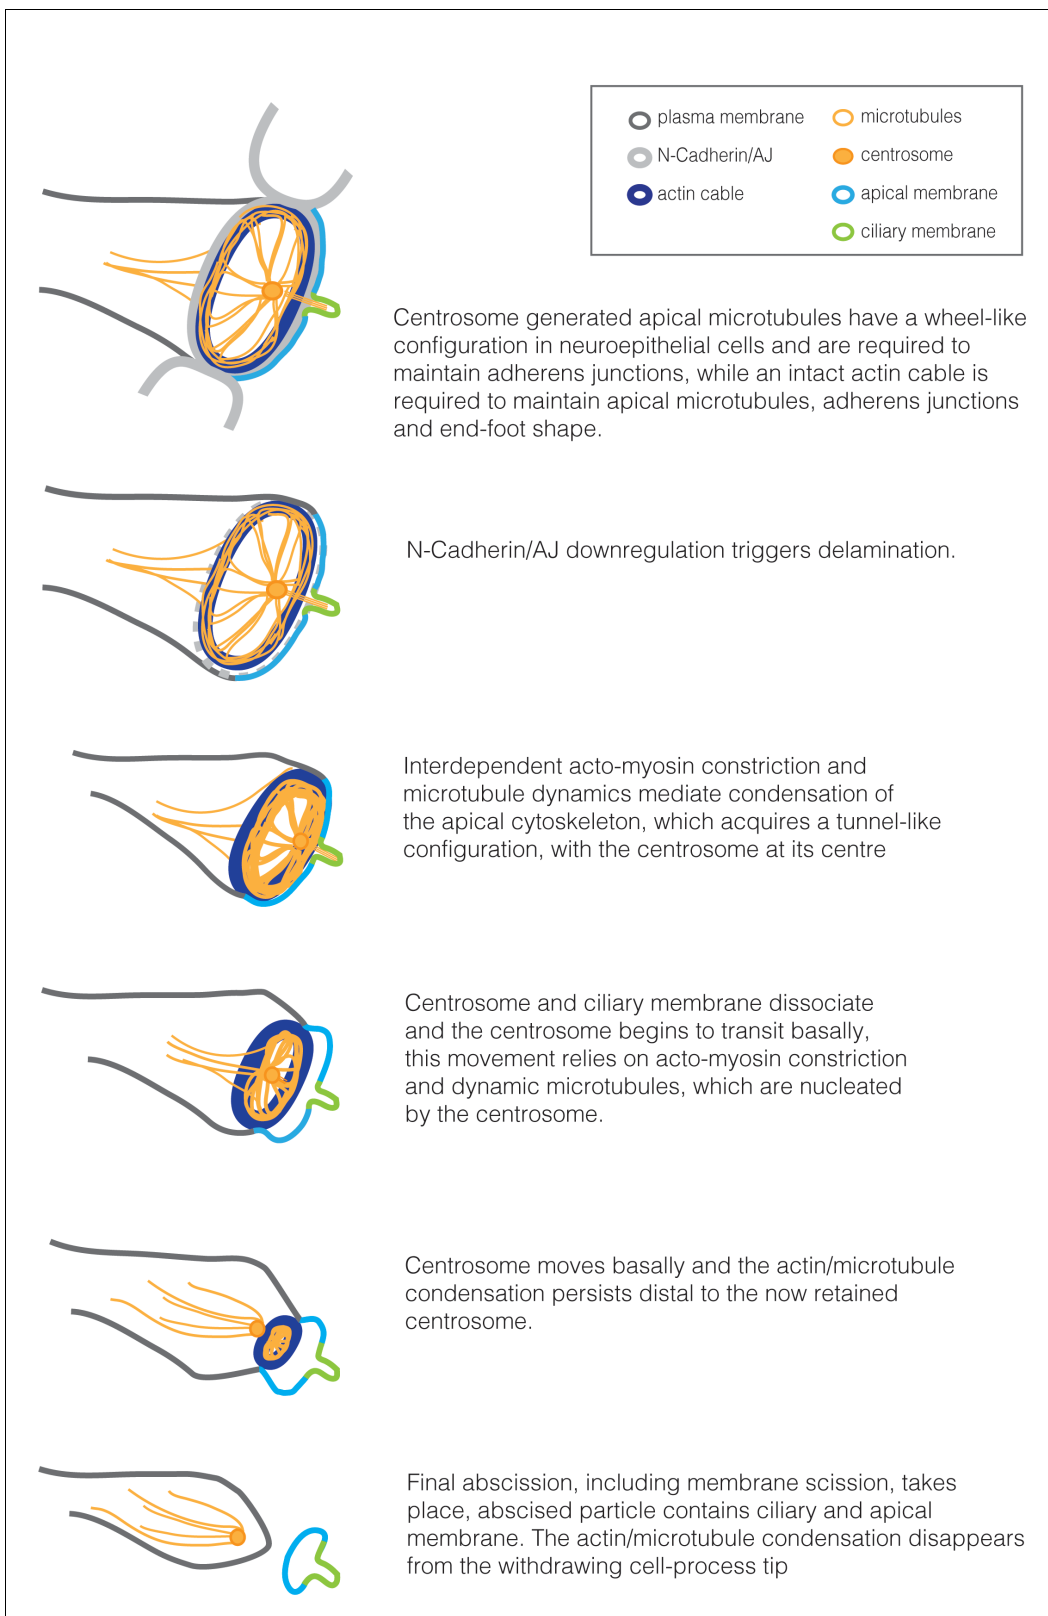 plasma membrane
N-Cadherin/AJ
actin cable
microtubules
centrosome
apical membrane
ciliary membrane
Centrosome generated apical microtubules have a wheel-like
configuration in neuroepithelial cells and are required to
maintain adherens junctions, while an intact actin cable is
required to maintain apical microtubules, adherens junctions
and end-foot shape.
N-Cadherin/AJ downregulation triggers delamination.
Interdependent acto-myosin constriction and
microtubule dynamics mediate condensation of
the apical cytoskeleton, which acquires a tunnel-like
configuration, with the centrosome at its centre
Centrosome and ciliary membrane dissociate
and the centrosome begins to transit basally,
this movement relies on acto-myosin constriction
and dynamic microtubules, which are nucleated
by the centrosome.
Centrosome moves basally and the actin/microtubule
condensation persists distal to the now retained
centrosome.
Final abscission, including membrane scission, takes
place, abscised particle contains ciliary and apical
membrane. The actin/microtubule condensation disappears
from the withdrawing cell-process tip